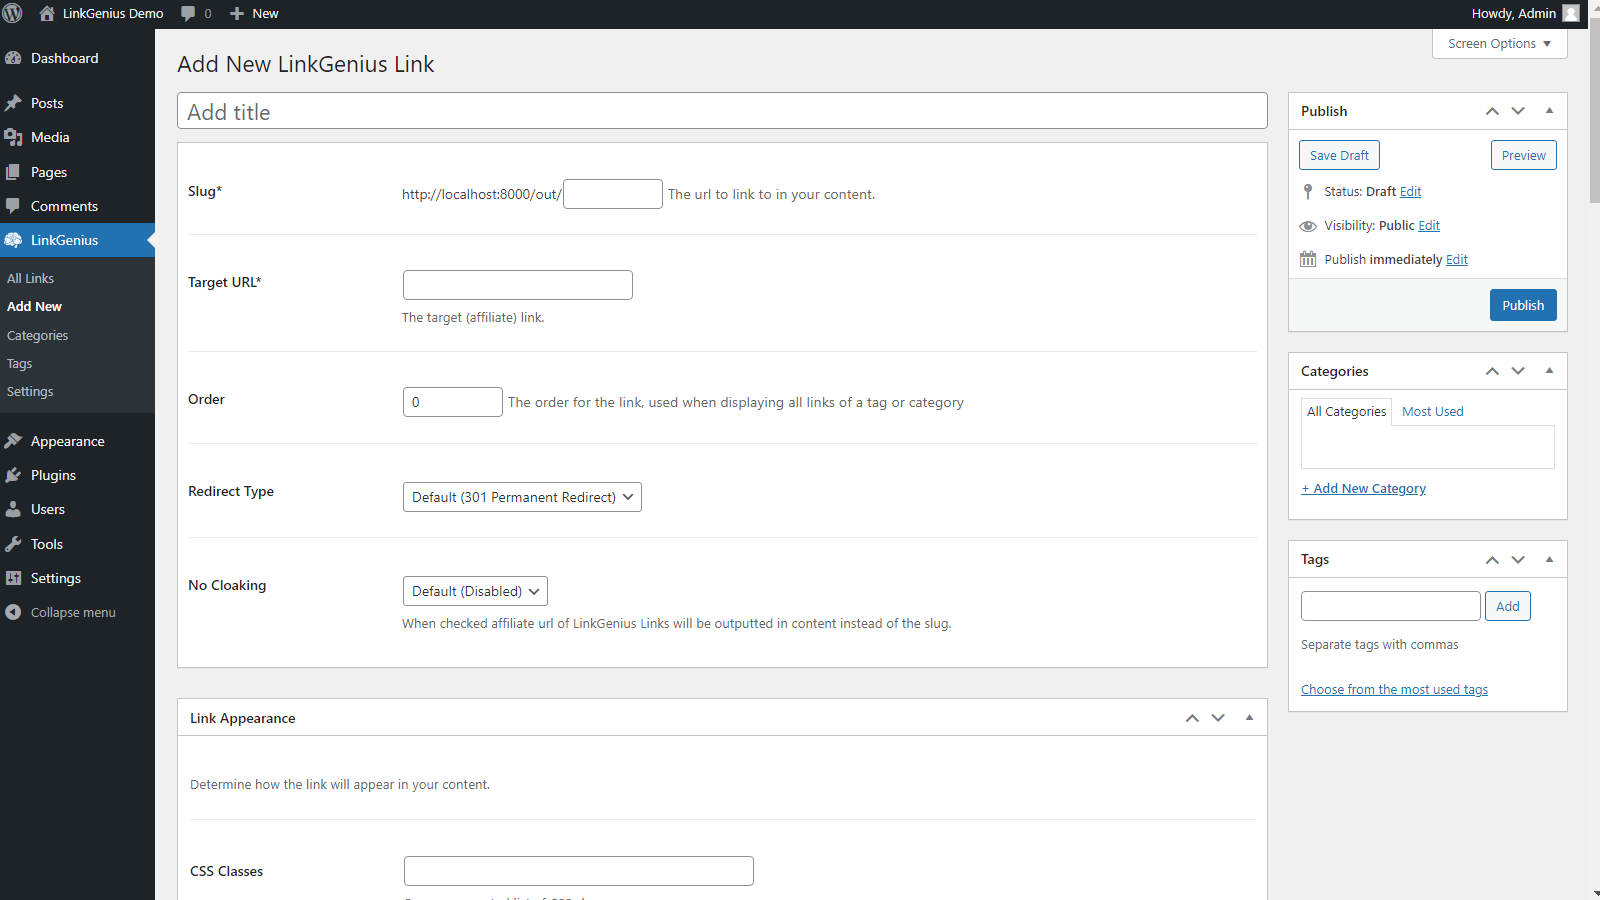 LinkGenius Demo
0
New
Howdy, Admin
Dashboard
Posts
Media
Pages
Comments
LinkGenius
All Links
Add New
Categories
Tags
Settings
Appearance
Plugins
Users
Tools
Settings
Collapse menu
Screen Options
Add New LinkGenius Link
Add title
Slug*
http://localhost:8000/out/
The url to link to in your content.
Target URL*
The target (affiliate) link.
Order
0
The order for the link, used when displaying all links of a tag or category
Redirect Type
Default (301 Permanent Redirect)
No Cloaking
Default (Disabled)
When checked affiliate url of LinkGenius Links will be outputted in content instead of the slug.
Link Appearance
Determine how the link will appear in your content.
CSS Classes
Publish
Save Draft
Preview
Status: Draft Edit
Visibility: Public Edit
Publish immediately Edit
Publish
Categories
All Categories
Most Used
+ Add New Category
Tags
Add
Separate tags with commas
Choose from the most used tags